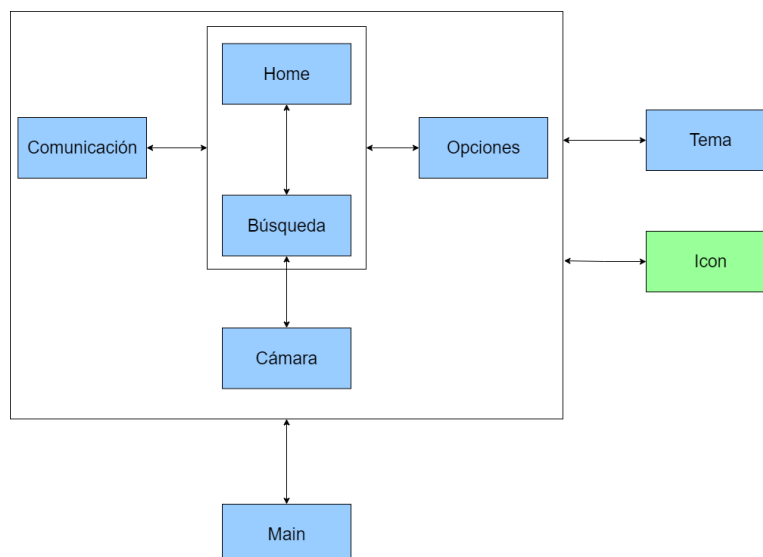 Home
Comunicación
Opciones
Tema
Búsqueda
Icon
Cámara
Main